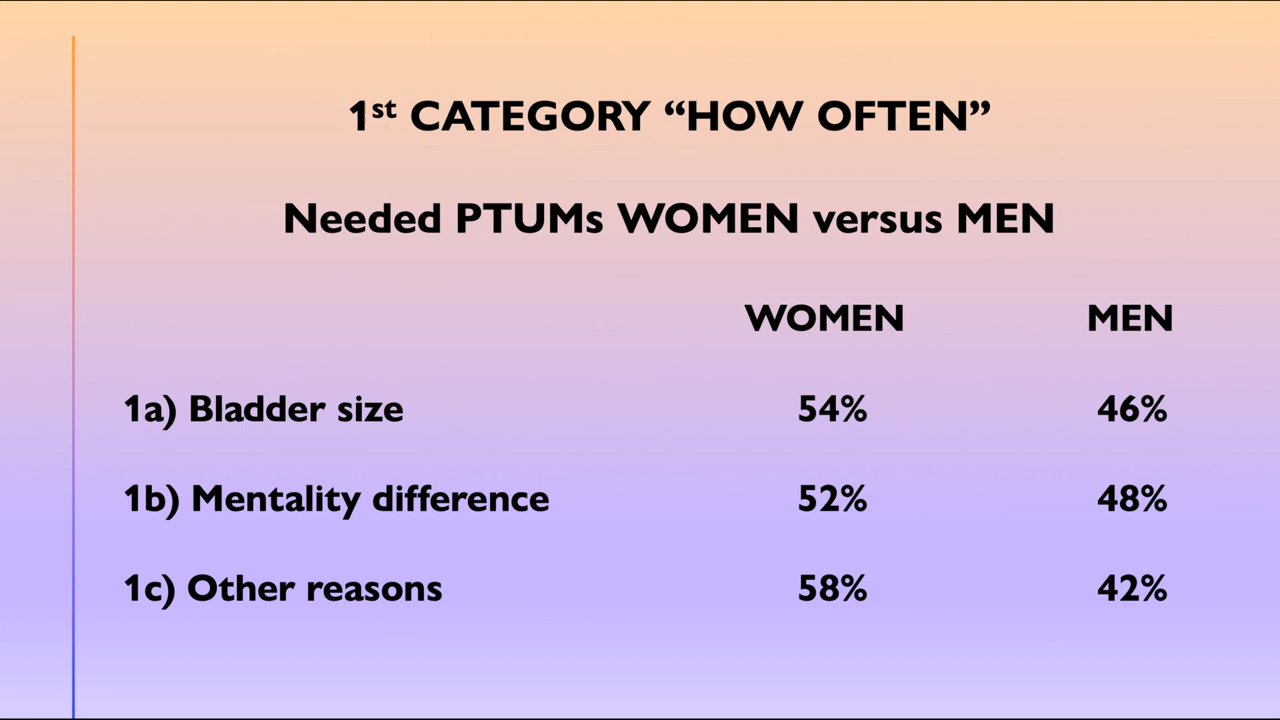 1st CATEGORY “HOW OFTEN”
Needed PTUMs WOMEN versus MEN
WOMEN MEN
1a) Bladder size 54% 46%
1b) Mentality difference 52% 48%
1c) Other reasons 58% 42%